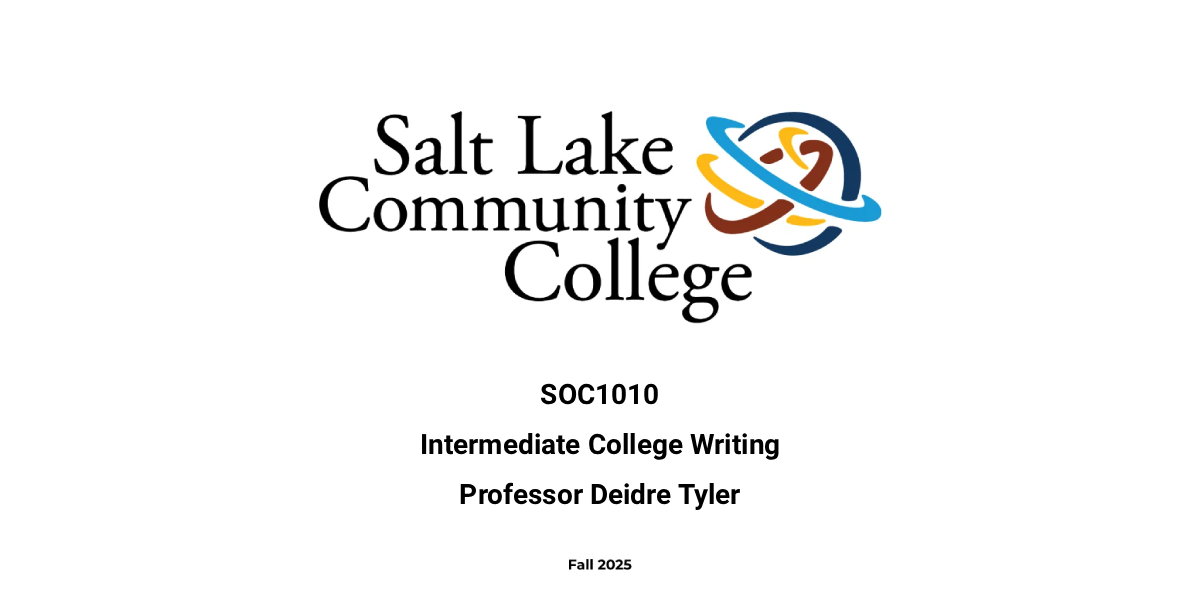 Salt Lake
Community
College
SOC1010
Intermediate College Writing
Professor Deidre Tyler
Fall 2025